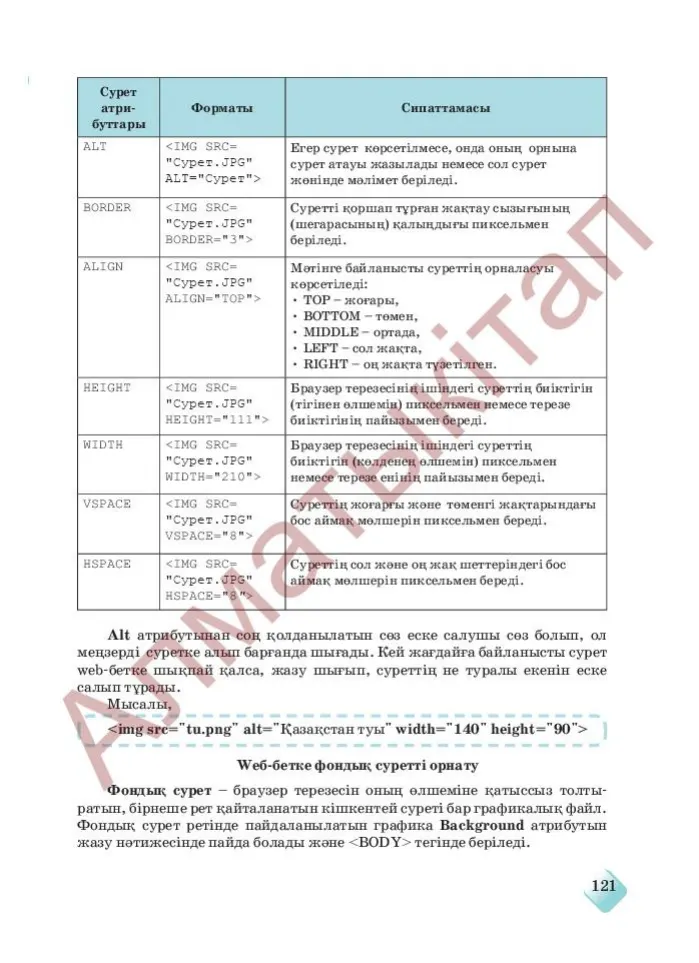 Сурет
атри-
буттары
Форматы
Сипаттамасы
ALT
<IMG SRC=
"Сурет.JPG"
ALT="Сурет">
Егер сурет көрсетілмесе, онда оның орнына
сурет атауы жазылады немесе сол сурет
жөнінде мәлімет беріледі.
BORDER
<IMG SRC=
"Сурет.JPG"
BORDER="3">
Суретті қоршап тұрған жақтау сызығының
(шегарасының) қалыңдығы пиксельмен
беріледі.
ALIGN
<IMG SRC=
"Сурет.JPG"
ALIGN="TOP">
Мәтінге байланысты суреттің орналасуы
көрсетіледі:
• TOP – жоғары,
• BOTTOM – төмен,
• MIDDLE – ортада,
• LEFT – сол жақта,
• RIGHT – оң жақта түзетілген.
HEIGHT
<IMG SRC=
"Сурет.JPG"
HEIGHT="111">
Браузер терезесінің ішіндегі суреттің биіктігін
(тігінен өлшемін) пиксельмен немесе терезе
биіктігінің пайызымен береді.
WIDTH
<IMG SRC=
"Сурет.JPG"
WIDTH="210">
Браузер терезесінің ішіндегі суреттің
биіктігін (көлденең өлшемін) пиксельмен
немесе терезе енінің пайызымен береді.
VSPACE
<IMG SRC=
"Сурет.JPG"
VSPACE="8">
Суреттің жоғарғы және төменгі жақтарындағы
бос аймақ мөлшерін пиксельмен береді.
HSPACE
<IMG SRC=
"Сурет.JPG"
HSPACE="8">
Суреттің сол және оң жақ шеттеріндегі бос
аймақ мөлшерін пиксельмен береді.
Alt атрибутынан соң қолданылатын сөз еске салушы сөз болып, ол
меңзерді суретке алып барғанда шығады. Кей жағдайға байланысты сурет
web-бетке шықпай қалса, жазу шығып, суреттің не туралы екенін еске
салып тұрады.
Мысалы,
<img src="tu.png" alt="Қазақстан туы" width="140" height="90">
Web-бетке фондық суретті орнату
Фондық сурет – браузер терезесін оның өлшеміне қатыссыз толты-
ратын, бірнеше рет қайталанатын кішкентей суреті бар графикалық файл.
Фондық сурет ретінде пайдаланылатын графика Background атрибутын
жазу нәтижесінде пайда болады және <BODY> тегінде беріледі.
121
Алматыкітап